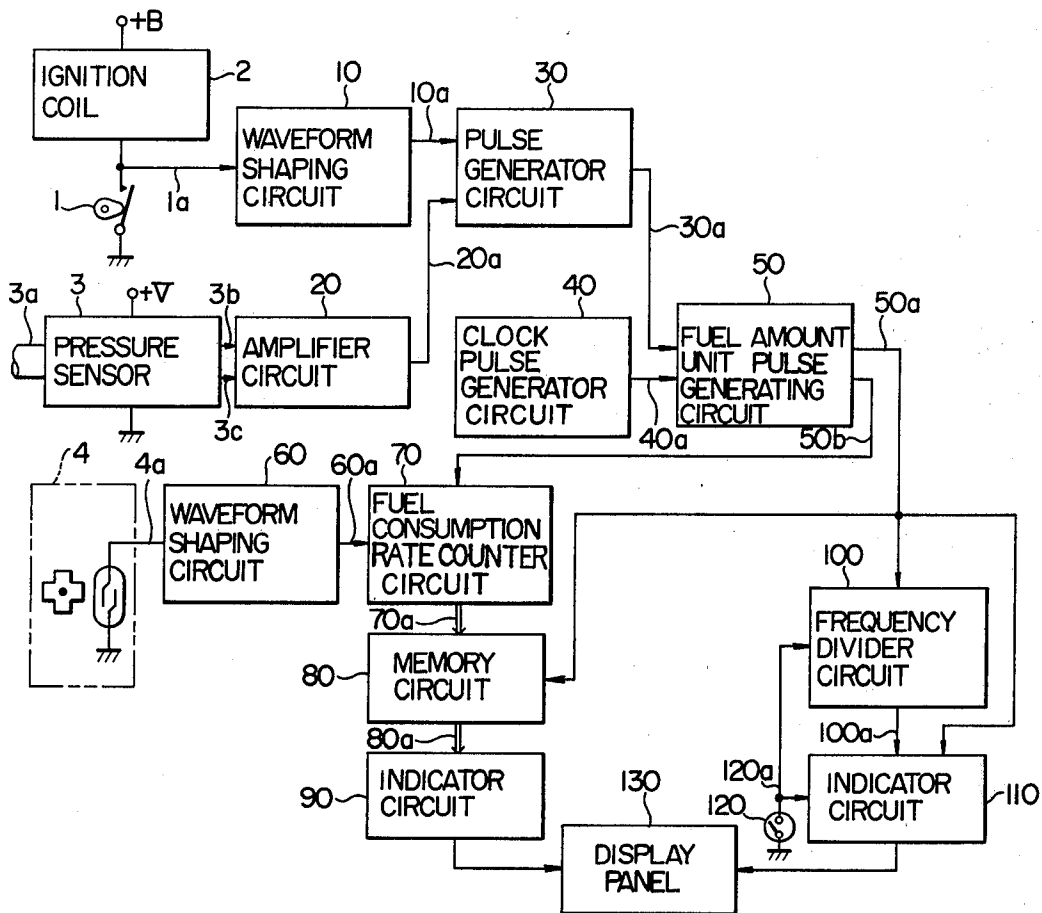 +B
IGNITION
COIL
2
10
10a
30
WAVEFORM
SHAPING
CIRCUIT
PULSE
GENERATOR
CIRCUIT
1
1a
30a
20a
3a
3
+V
3b
20
40
50
50a
PRESSURE
SENSOR
AMPLIFIER
CIRCUIT
CLOCK
PULSE
GENERATOR
CIRCUIT
FUEL AMOUNT
UNIT PULSE
GENERATING
CIRCUIT
3c
40a
50b
4
4a
60
60a
70
WAVEFORM
SHAPING
CIRCUIT
FUEL
CONSUMPTION
RATE COUNTER
CIRCUIT
100
70a
FREQUENCY
DIVIDER
CIRCUIT
80
MEMORY
CIRCUIT
80a
100a
90
INDICATOR
CIRCUIT
130
120a
120
INDICATOR
CIRCUIT
110
DISPLAY
PANEL